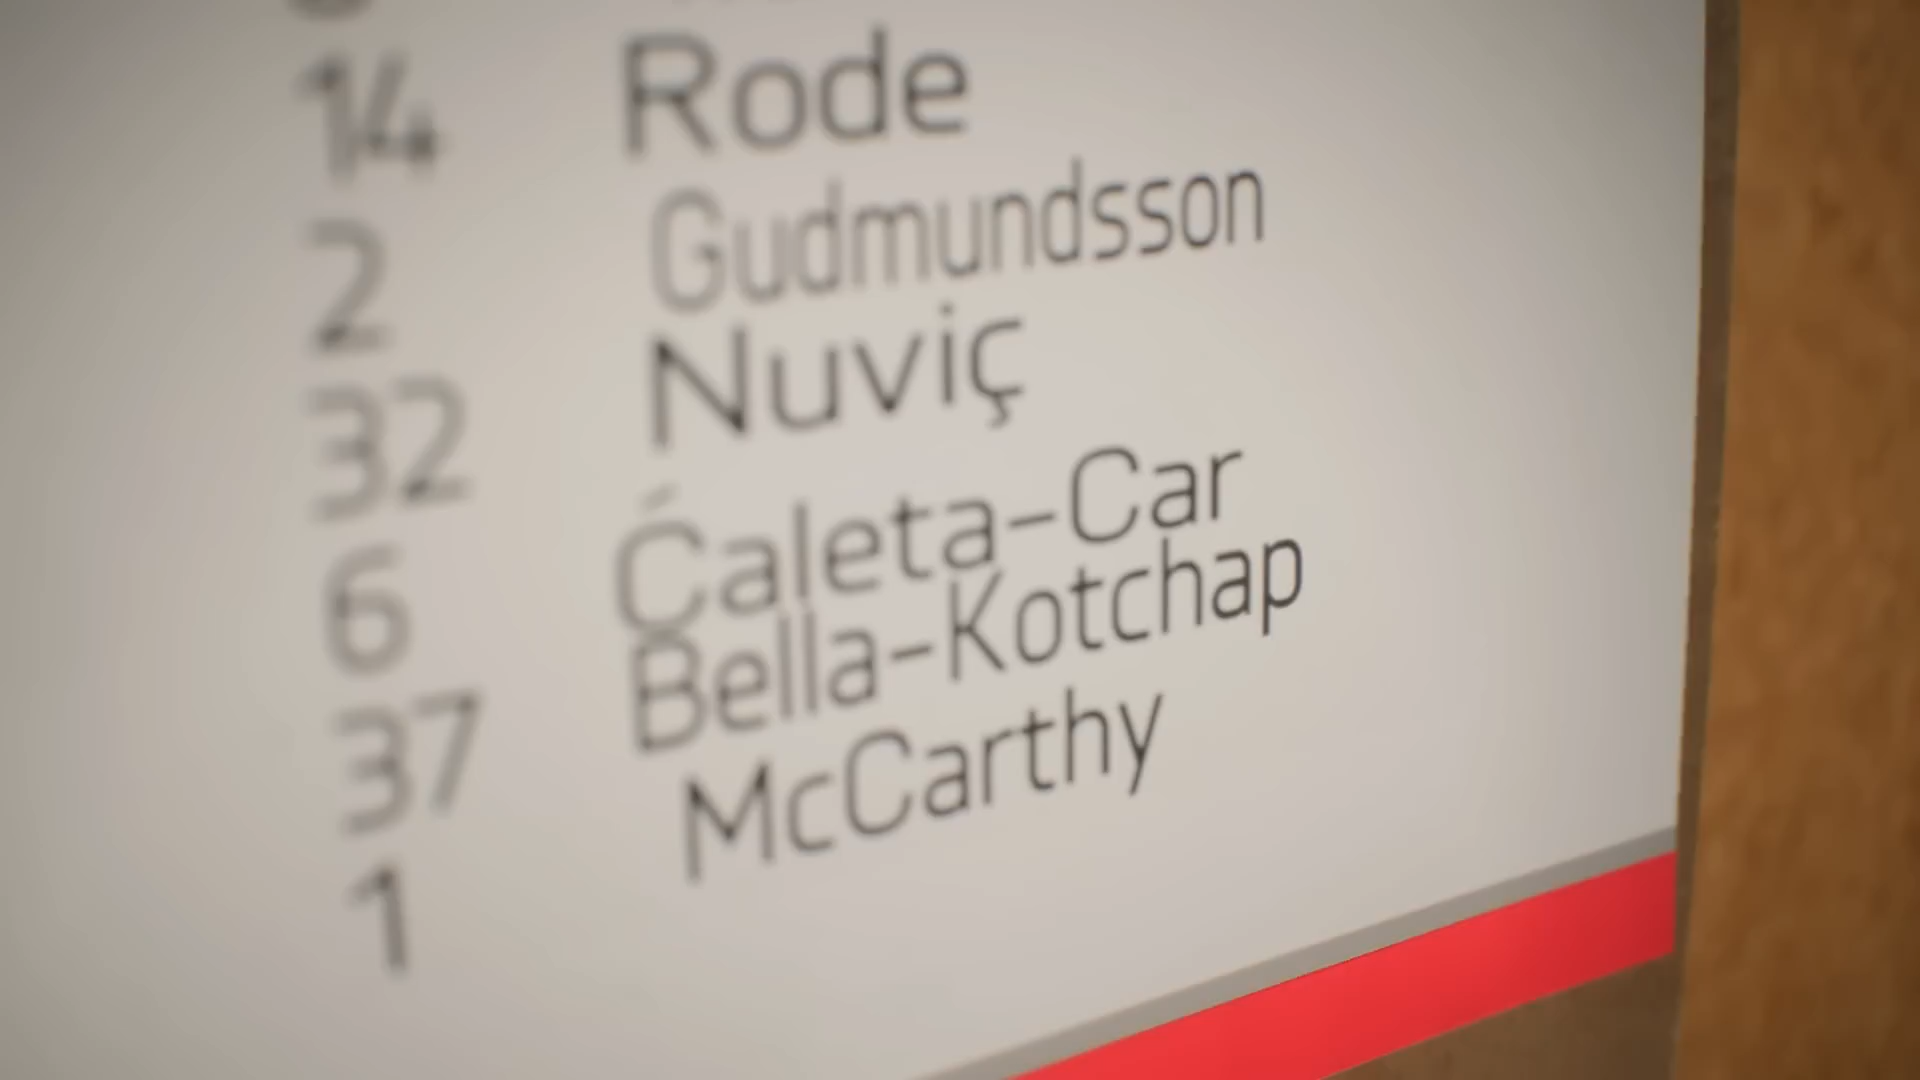 14 Rode
2 Gudmundsson
32 Nuviç
6 Ćaleta-Car
37 Bella-Kotchap
1 McCarthy